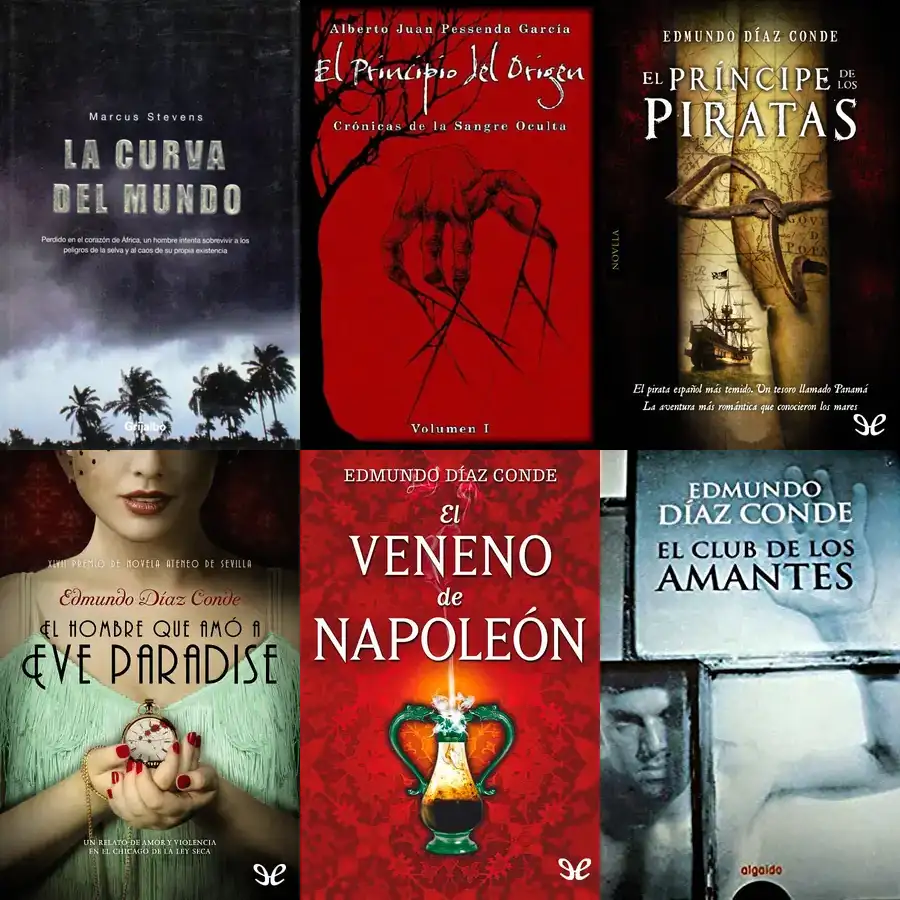 Marcus Stevens
LA CURVA
DEL MUNDO
Perdido en el corazón de África, un hombre intenta sobrevivir a los
peligros de la selva y al caos de su propia existencia
Grijalbo
Alberto Juan Pessenda García
El Principio del Origen
Crónicas de la Sangre Oculta
Volumen I
EDMUNDO DÍAZ CONDE
EL PRÍNCIPE DE LOS
PIRATAS
NOVELA
El pirata español más temido. Un tesoro llamado Panamá
La aventura más romántica que conocieron los mares
XLVII PREMIO DE NOVELA ATENEO DE SEVILLA
Edmundo Díaz Conde
EL HOMBRE QUE AMÓ A
EVE PARADISE
UN RELATO DE AMOR Y VIOLENCIA
EN EL CHICAGO DE LA LEY SECA
EDMUNDO DÍAZ CONDE
El
VENENO
de
NAPOLEÓN
EDMUNDO
DÍAZ CONDE
EL CLUB DE LOS
AMANTES
algaida